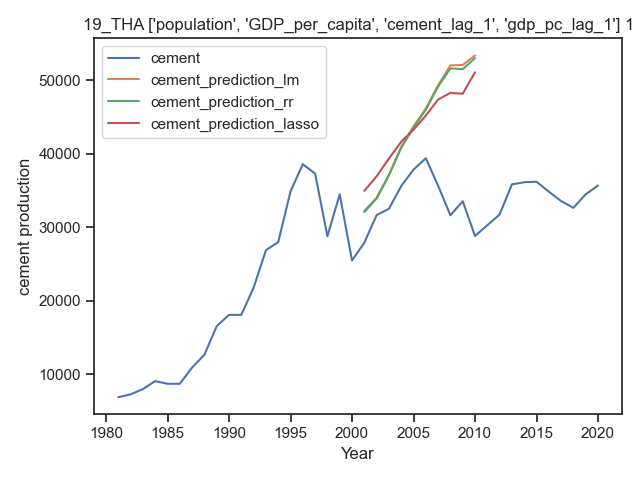 19_THA ['population', 'GDP_per_capita', 'cement_lag_1', 'gdp_pc_lag_1'] 1
cement
cement_prediction_lm
cement_prediction_rr
cement_prediction_lasso
50000
40000
30000
20000
10000
cement production
1980
1985
1990
1995
2000
2005
2010
2015
2020
Year